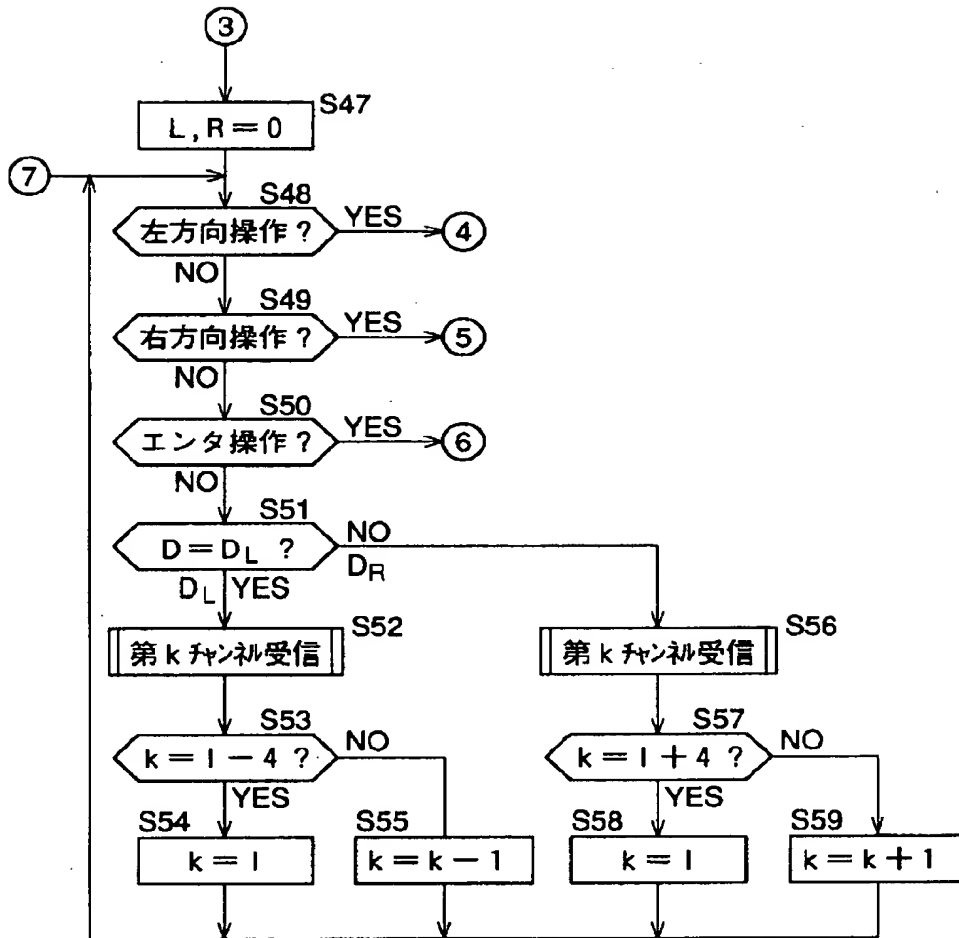 3
S47
L, R = 0
7
S48
左方向操作？ YES 4
NO
S49
右方向操作？ YES 5
NO
S50
エンタ操作？ YES 6
NO
S51
D = DL ? NO
DR
DL YES
S52
第kチャンネル受信
S56
第kチャンネル受信
S53
k = I − 4 ? NO
YES
S57
k = I + 4 ? NO
YES
S54
k = I
S55
k = k − 1
S58
k = I
S59
k = k + 1